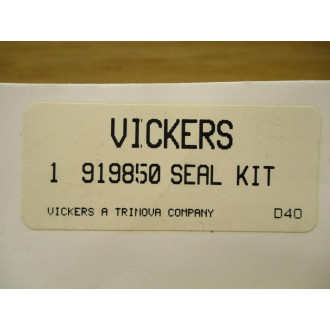 VICKERS
1 919850 SEAL KIT
VICKERS A TRINOVA COMPANY D40